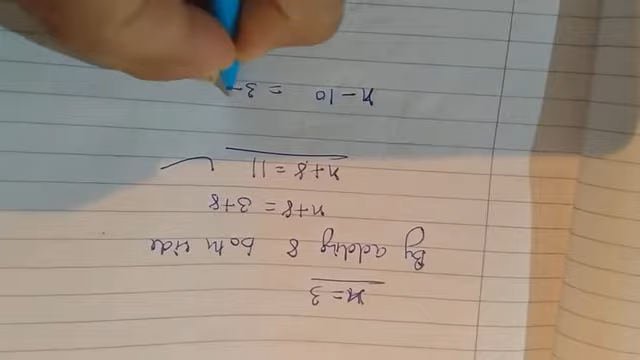 x = 3
By adding 8 both side
x+8 = 3+8
x+8 = 11
x - 10 = 3-